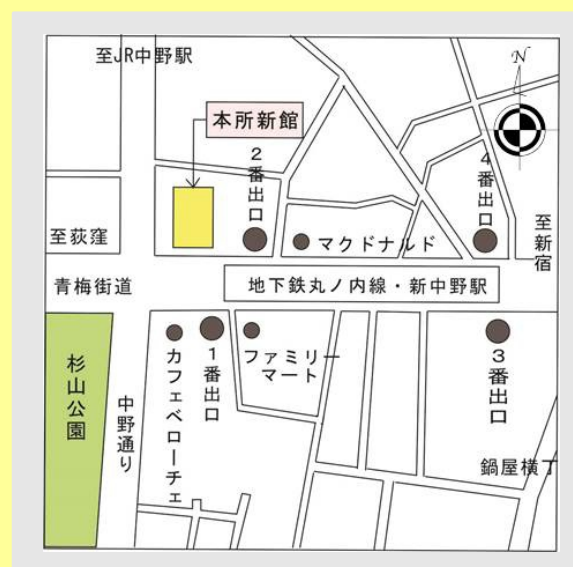 至JR中野駅
N
本所新館
2番出口
4番出口
至荻窪
マクドナルド
至新宿
青梅街道
地下鉄丸ノ内線・新中野駅
杉山公園
中野通り
カフェベローチェ
1番出口
ファミリー
マート
3番出口
鍋屋横丁